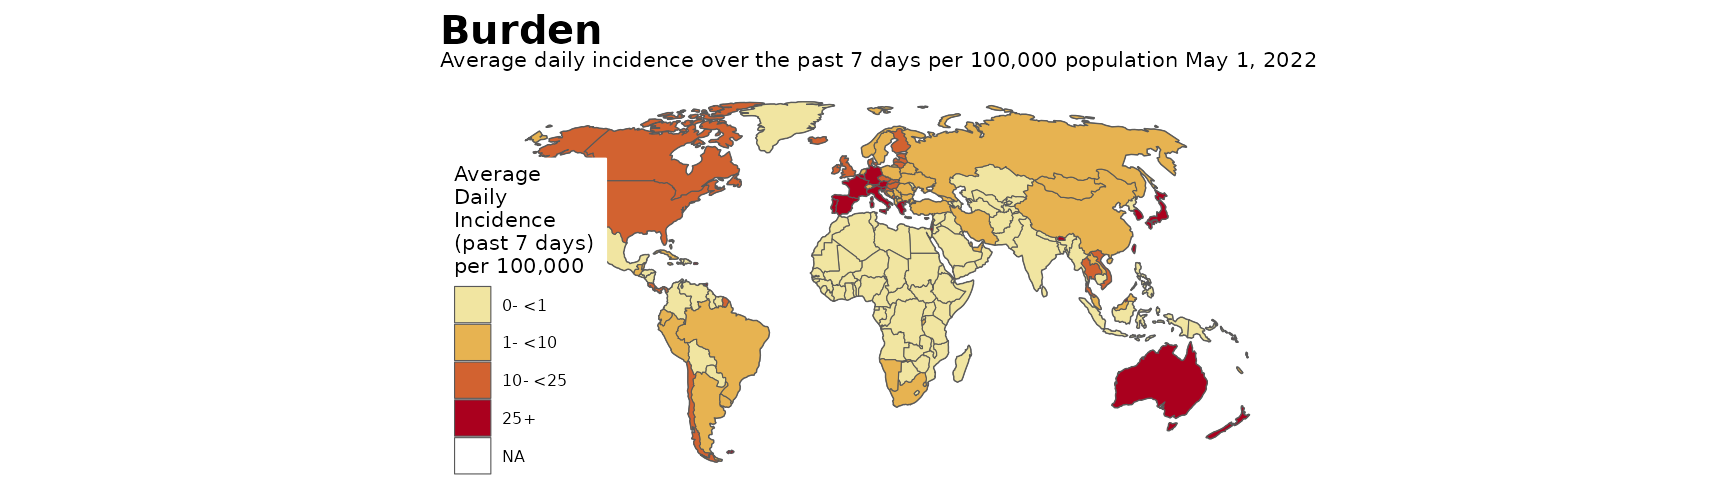 Burden
Average daily incidence over the past 7 days per 100,000 population May 1, 2022
Average
Daily
Incidence
(past 7 days)
per 100,000
0- <1
1- <10
10- <25
25+
NA